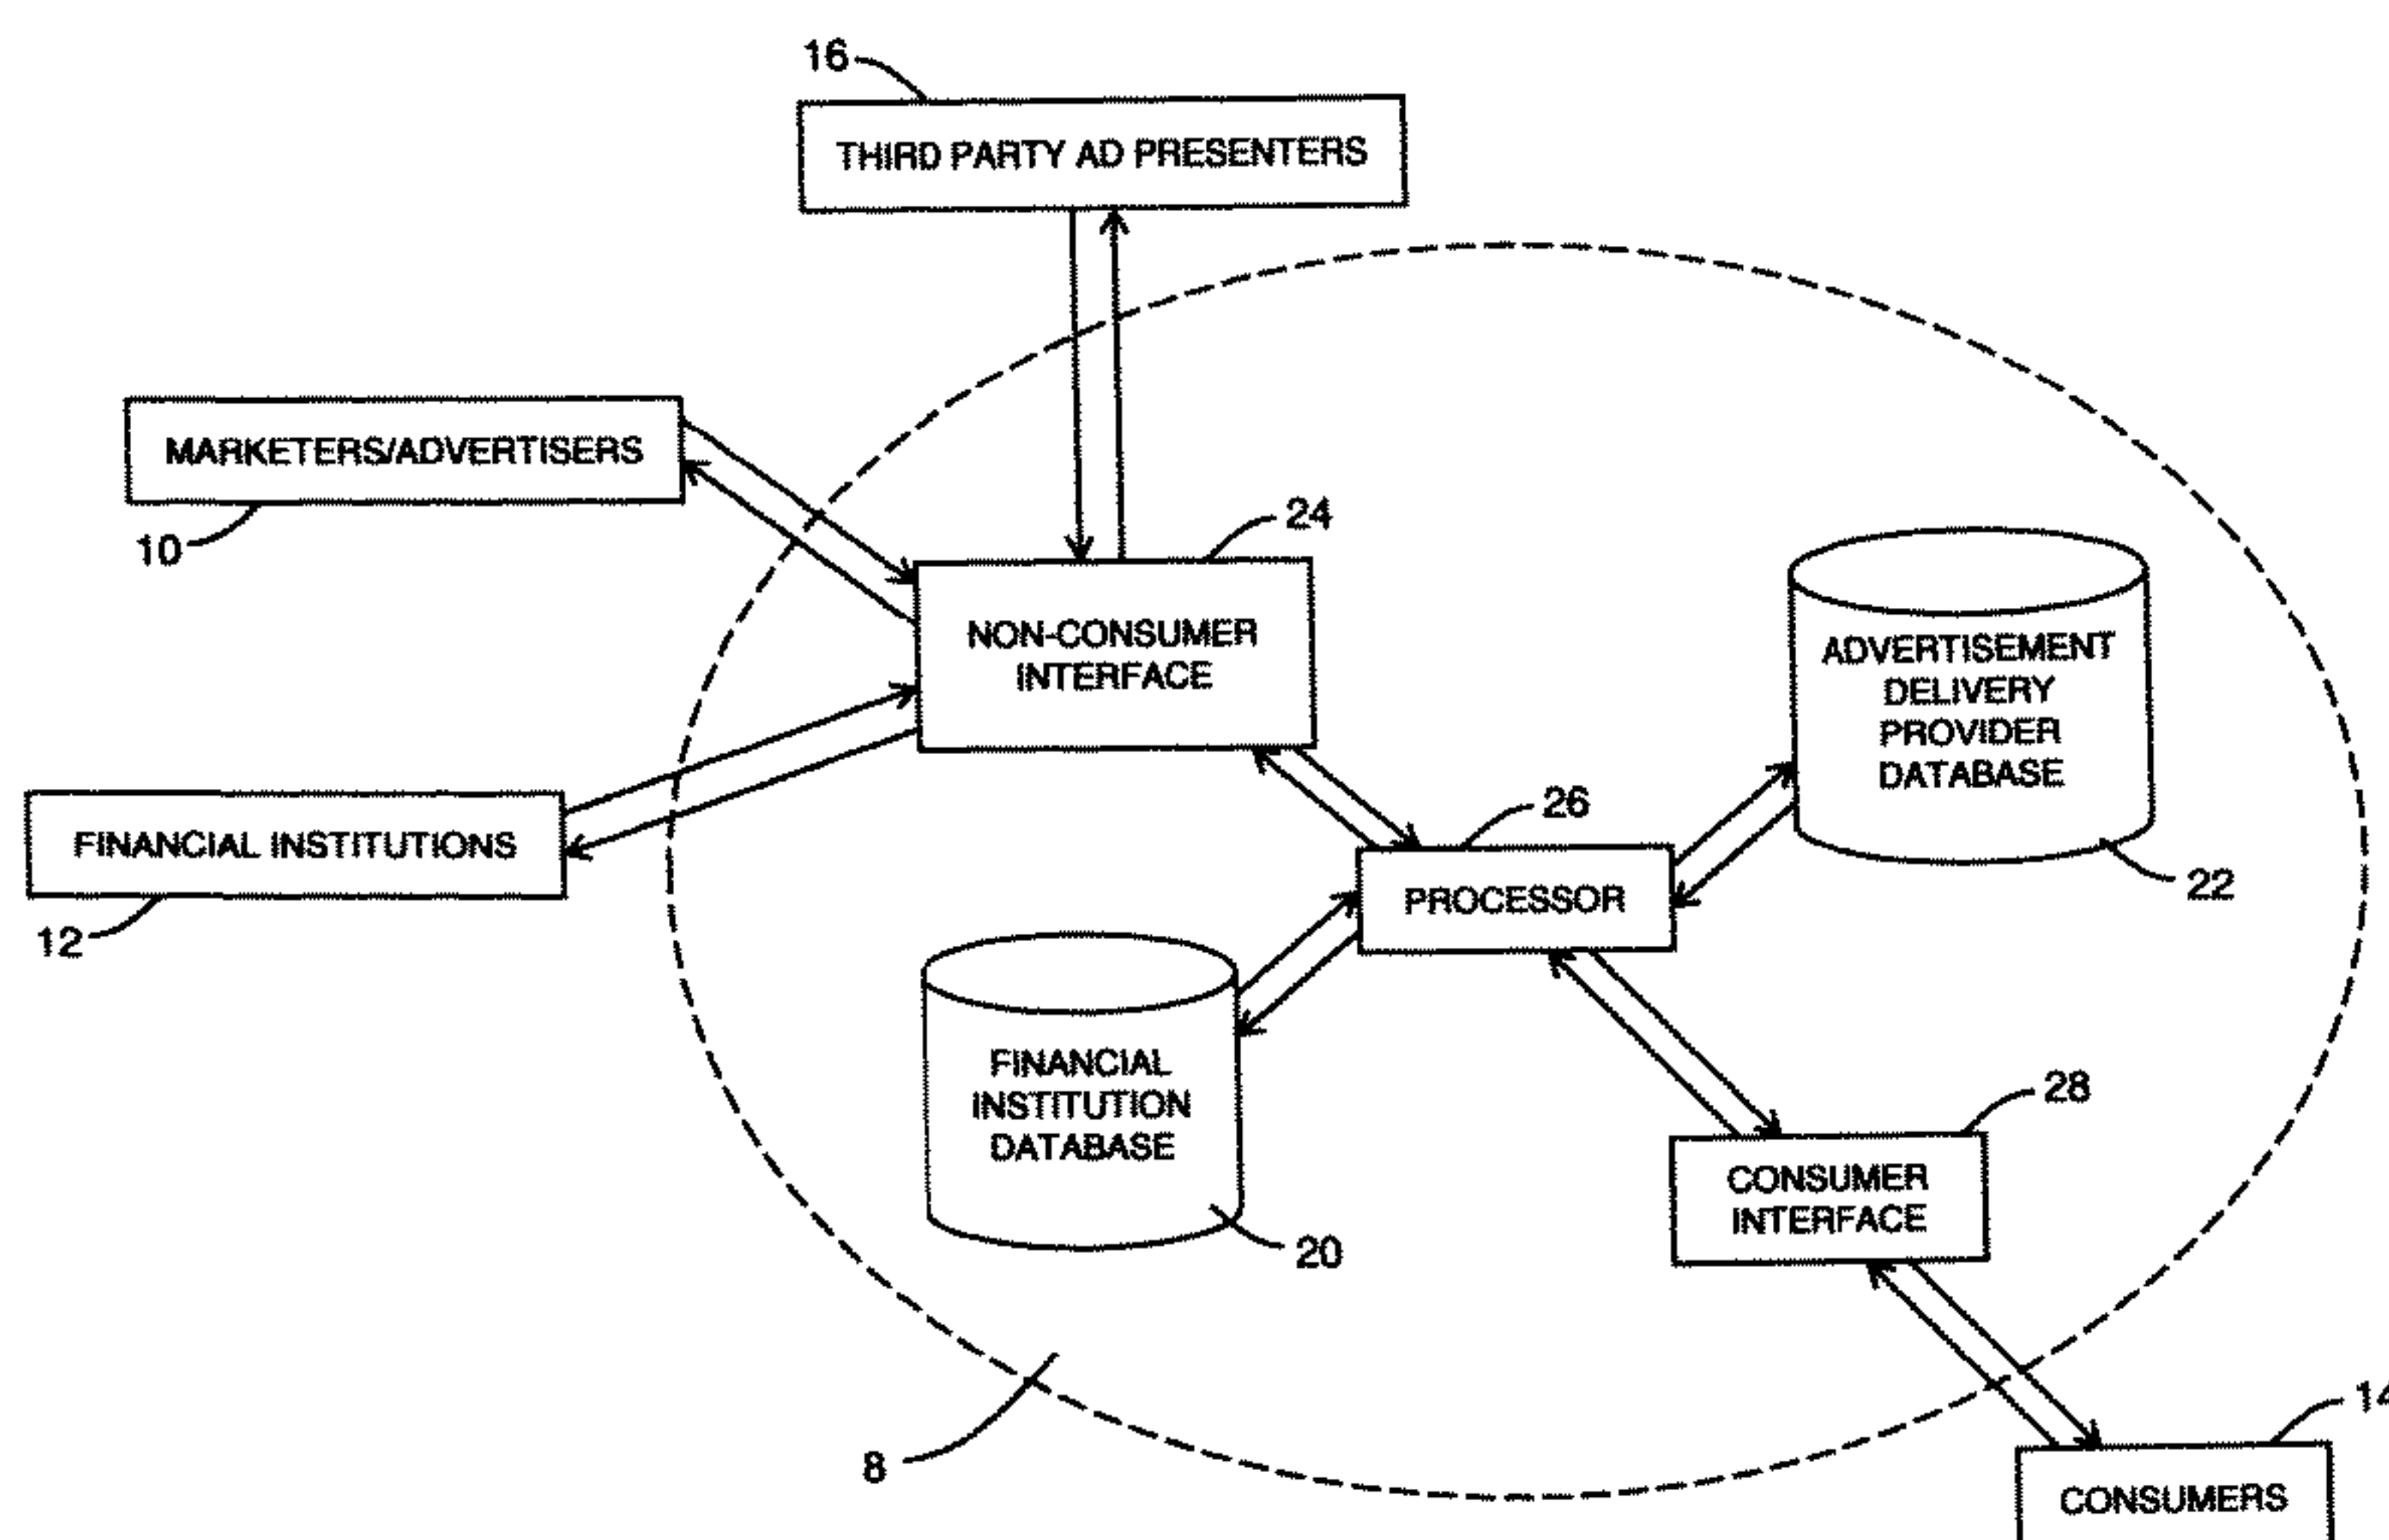 16
THIRD PARTY AD PRESENTERS
MARKETERS/ADVERTISERS
10
24
NON-CONSUMER
INTERFACE
ADVERTISEMENT
DELIVERY
PROVIDER
DATABASE
22
FINANCIAL INSTITUTIONS
12
26
PROCESSOR
FINANCIAL
INSTITUTION
DATABASE
20
28
CONSUMER
INTERFACE
8
14
CONSUMERS